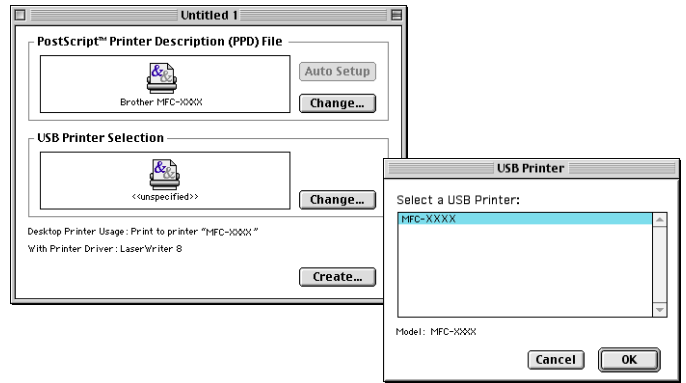 Untitled 1
PostScript™ Printer Description (PPD) File
Auto Setup
Brother MFC-XXXX
Change...
USB Printer Selection
<<unspecified>>
Change...
Desktop Printer Usage: Print to printer "MFC-XXXX"
With Printer Driver: LaserWriter 8
Create...
USB Printer
Select a USB Printer:
MFC-XXXX
Model: MFC-XXXX
Cancel
OK